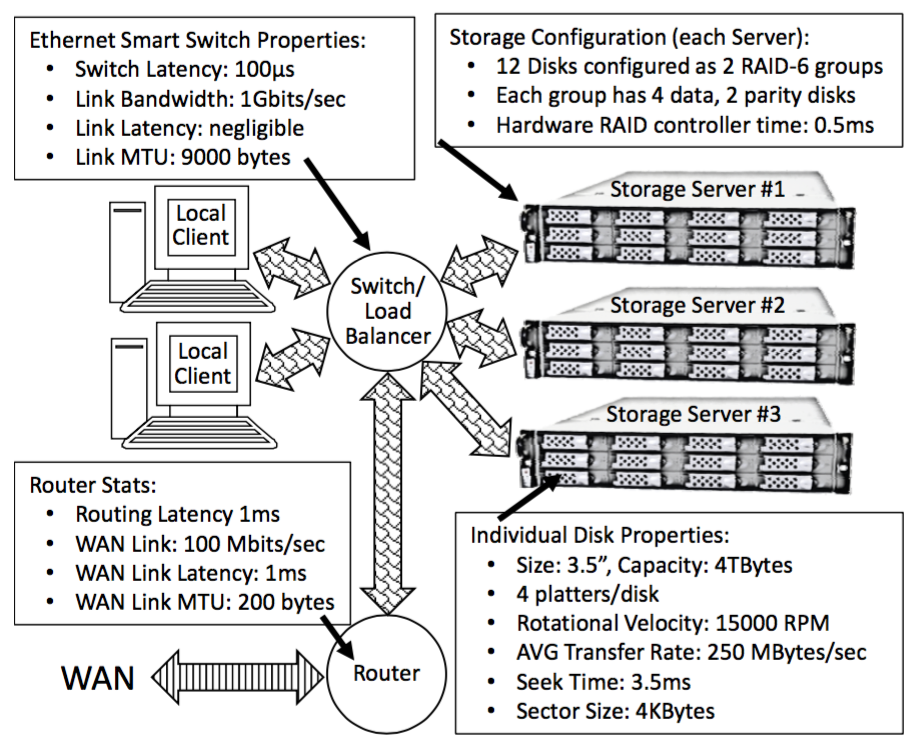 Ethernet Smart Switch Properties:
• Switch Latency: 100μs
• Link Bandwidth: 1Gbits/sec
• Link Latency: negligible
• Link MTU: 9000 bytes
Storage Configuration (each Server):
• 12 Disks configured as 2 RAID-6 groups
• Each group has 4 data, 2 parity disks
• Hardware RAID controller time: 0.5ms
Storage Server #1
Local
Client
Switch/
Load
Balancer
Storage Server #2
Local
Client
Storage Server #3
Router Stats:
• Routing Latency 1ms
• WAN Link: 100 Mbits/sec
• WAN Link Latency: 1ms
• WAN Link MTU: 200 bytes
Individual Disk Properties:
• Size: 3.5”, Capacity: 4TBytes
• 4 platters/disk
• Rotational Velocity: 15000 RPM
• AVG Transfer Rate: 250 MBytes/sec
• Seek Time: 3.5ms
• Sector Size: 4KBytes
WAN
Router